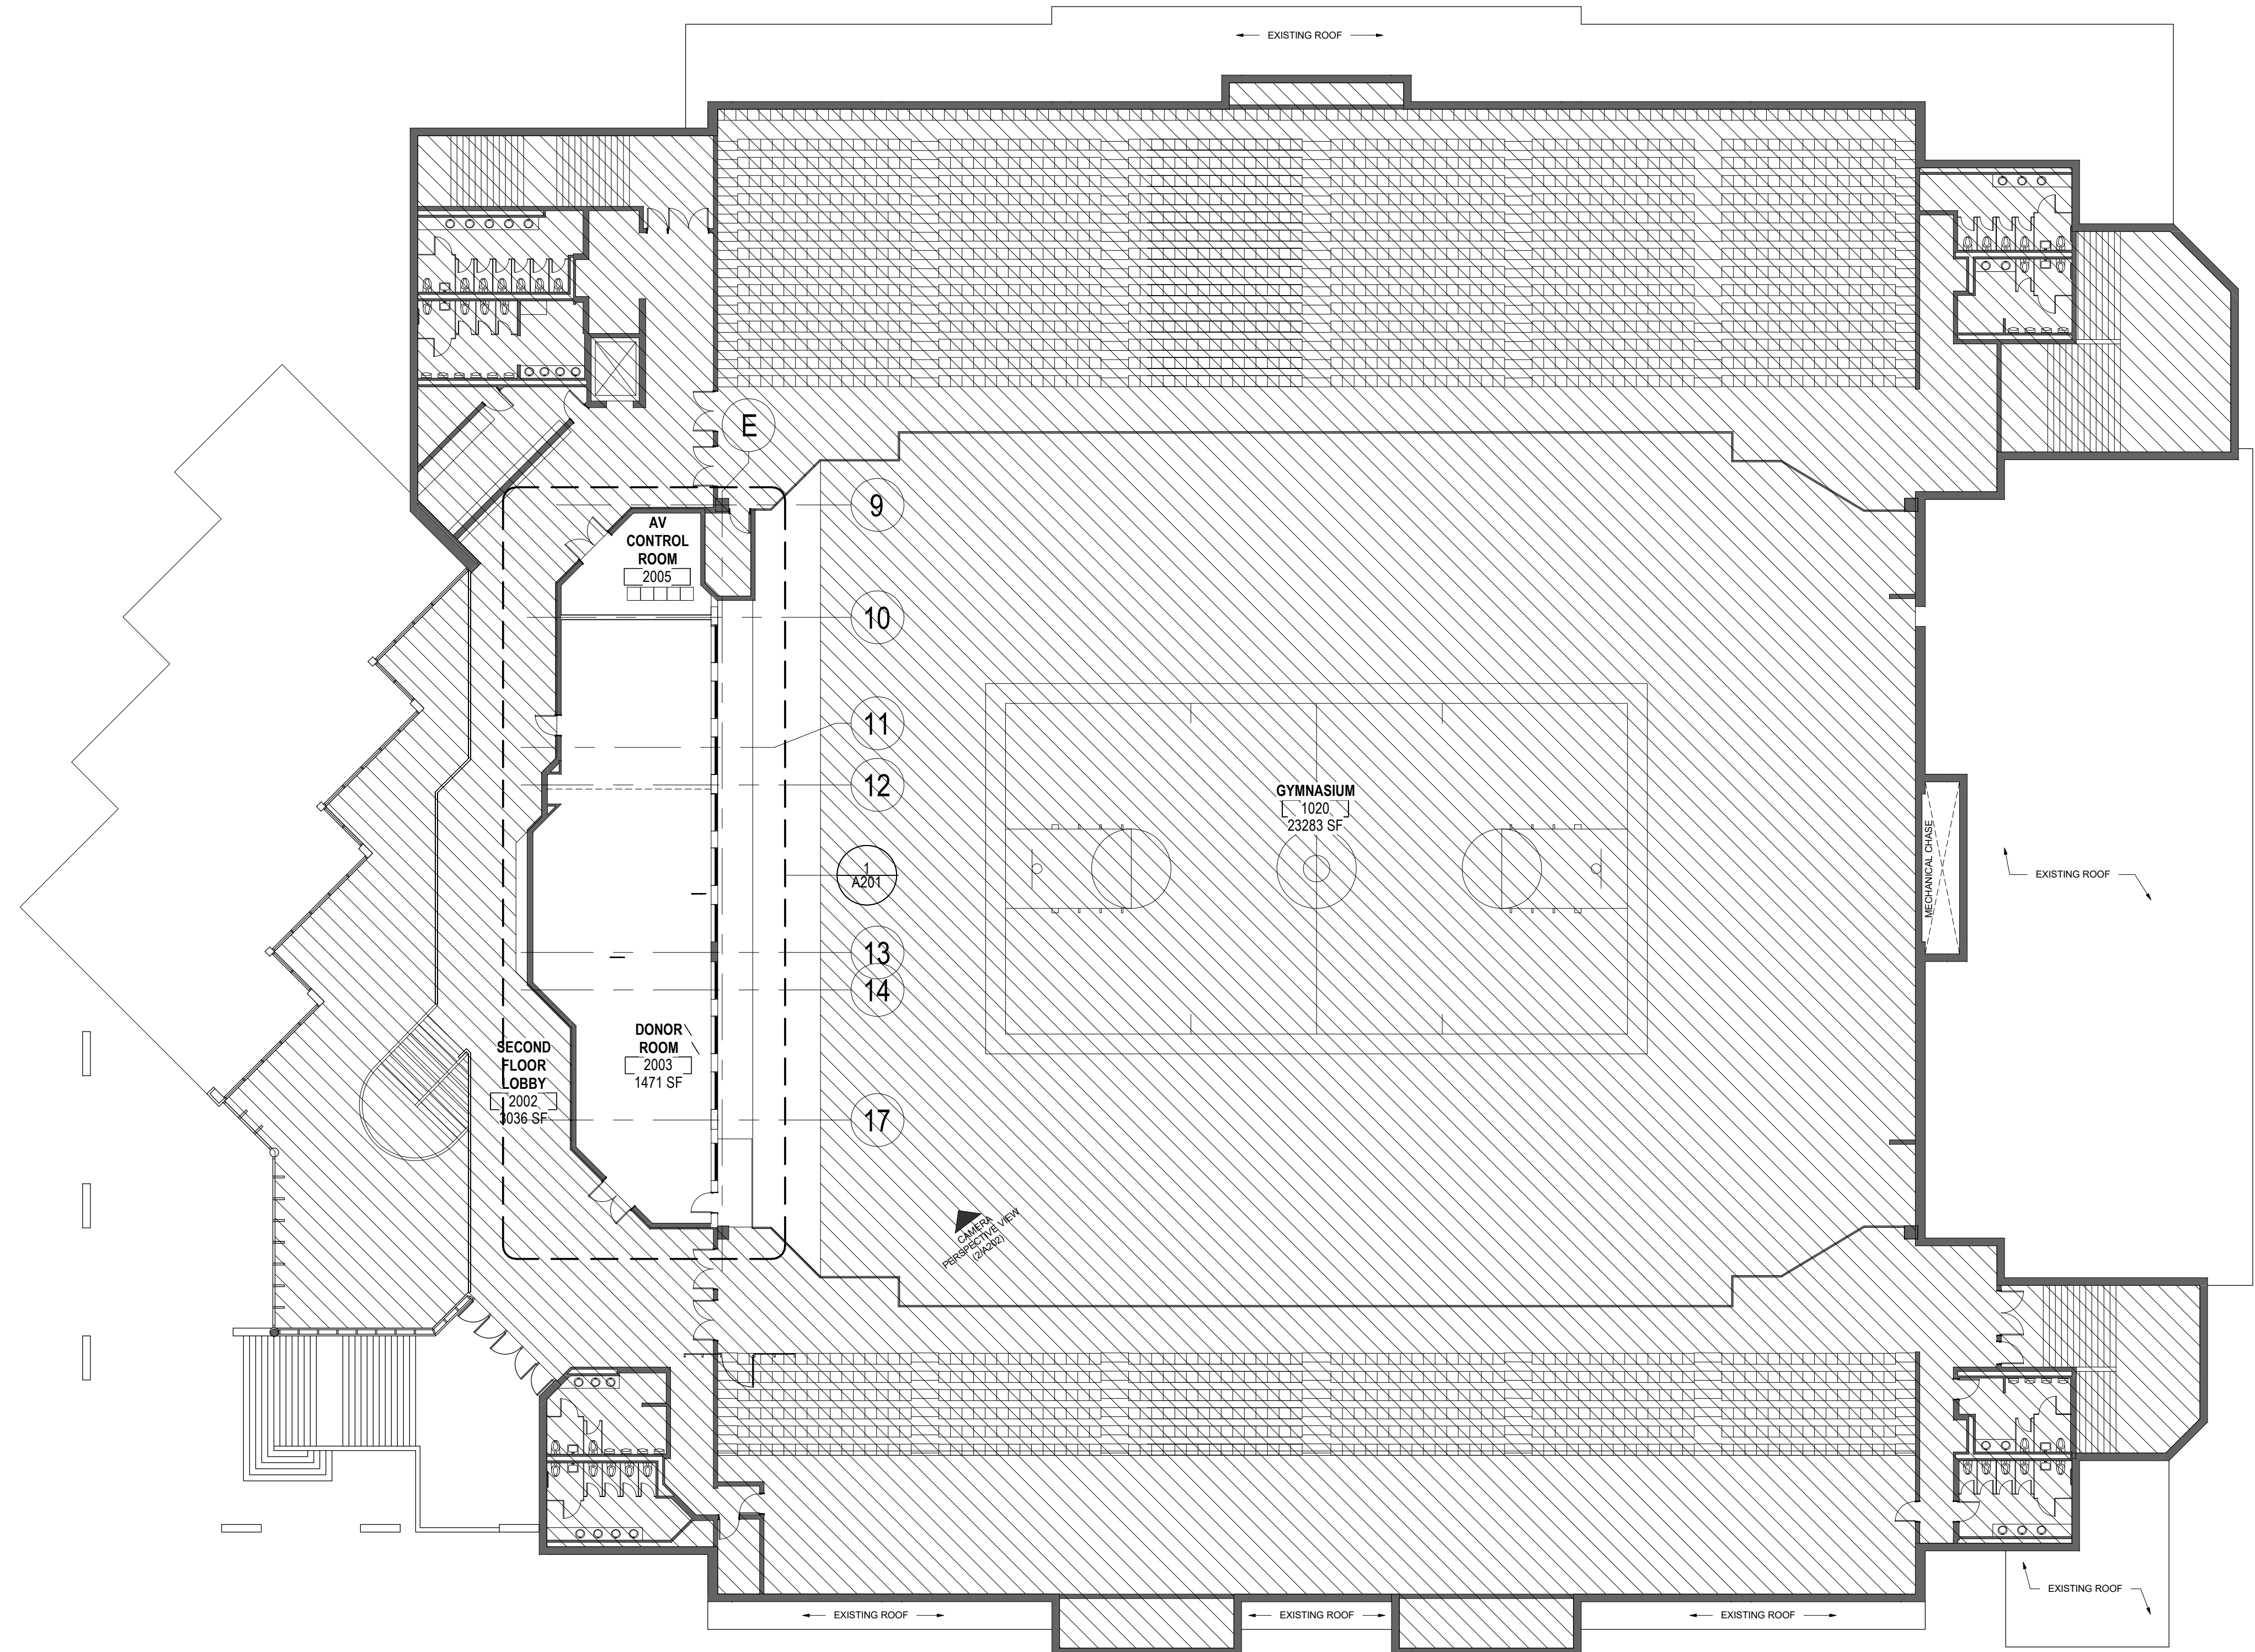 EXISTING ROOF
E
9
AV
CONTROL
ROOM
2005
10
11
12
GYMNASIUM
1020
23283 SF
1
A201
MECHANICAL CHASE
EXISTING ROOF
13
14
DONOR
ROOM
2003
1471 SF
SECOND
FLOOR
LOBBY
2002
3036 SF
17
CAMERA
PERSPECTIVE VIEW
(2/A202)
EXISTING ROOF
EXISTING ROOF
EXISTING ROOF
EXISTING ROOF